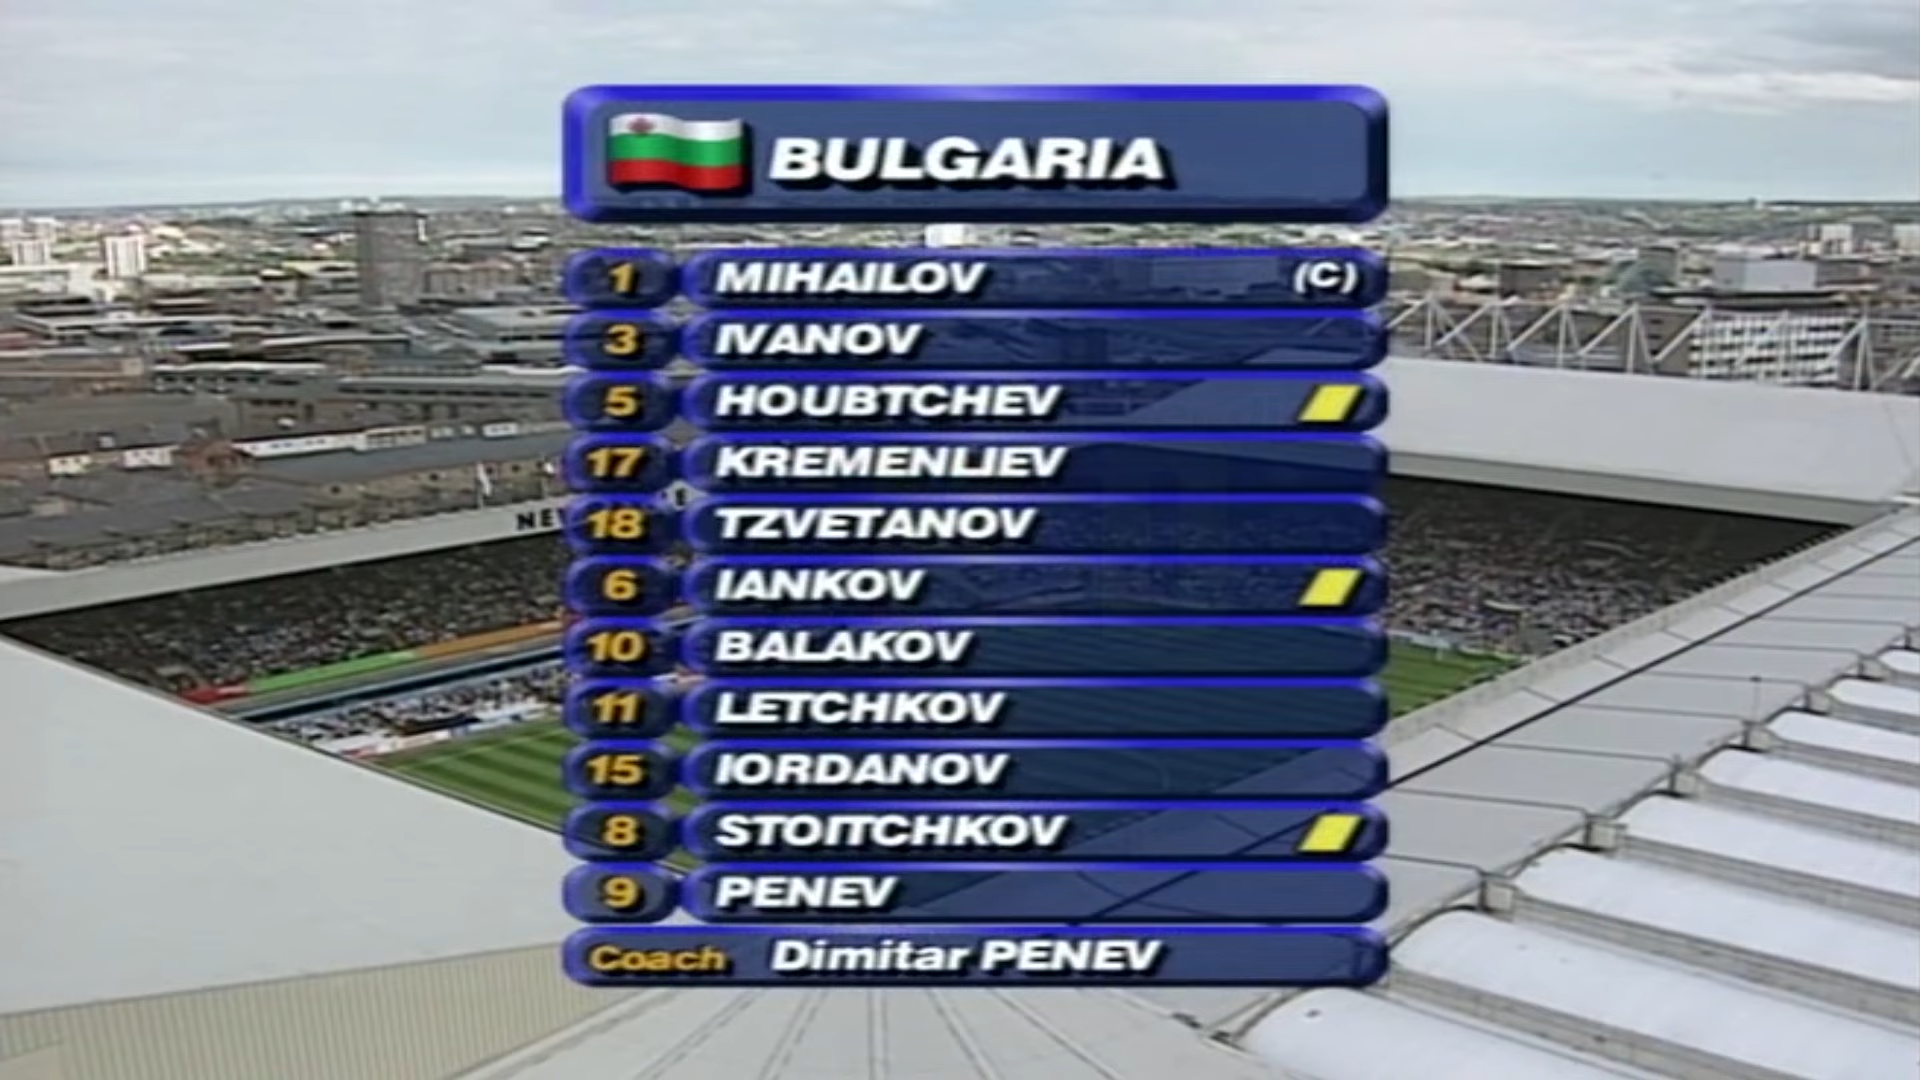 BULGARIA
1 MIHAILOV (C)
3 IVANOV
5 HOUBTCHEV
17 KREMENLIEV
18 TZVETANOV
6 IANKOV
10 BALAKOV
11 LETCHKOV
15 IORDANOV
8 STOITCHKOV
9 PENEV
Coach Dimitar PENEV